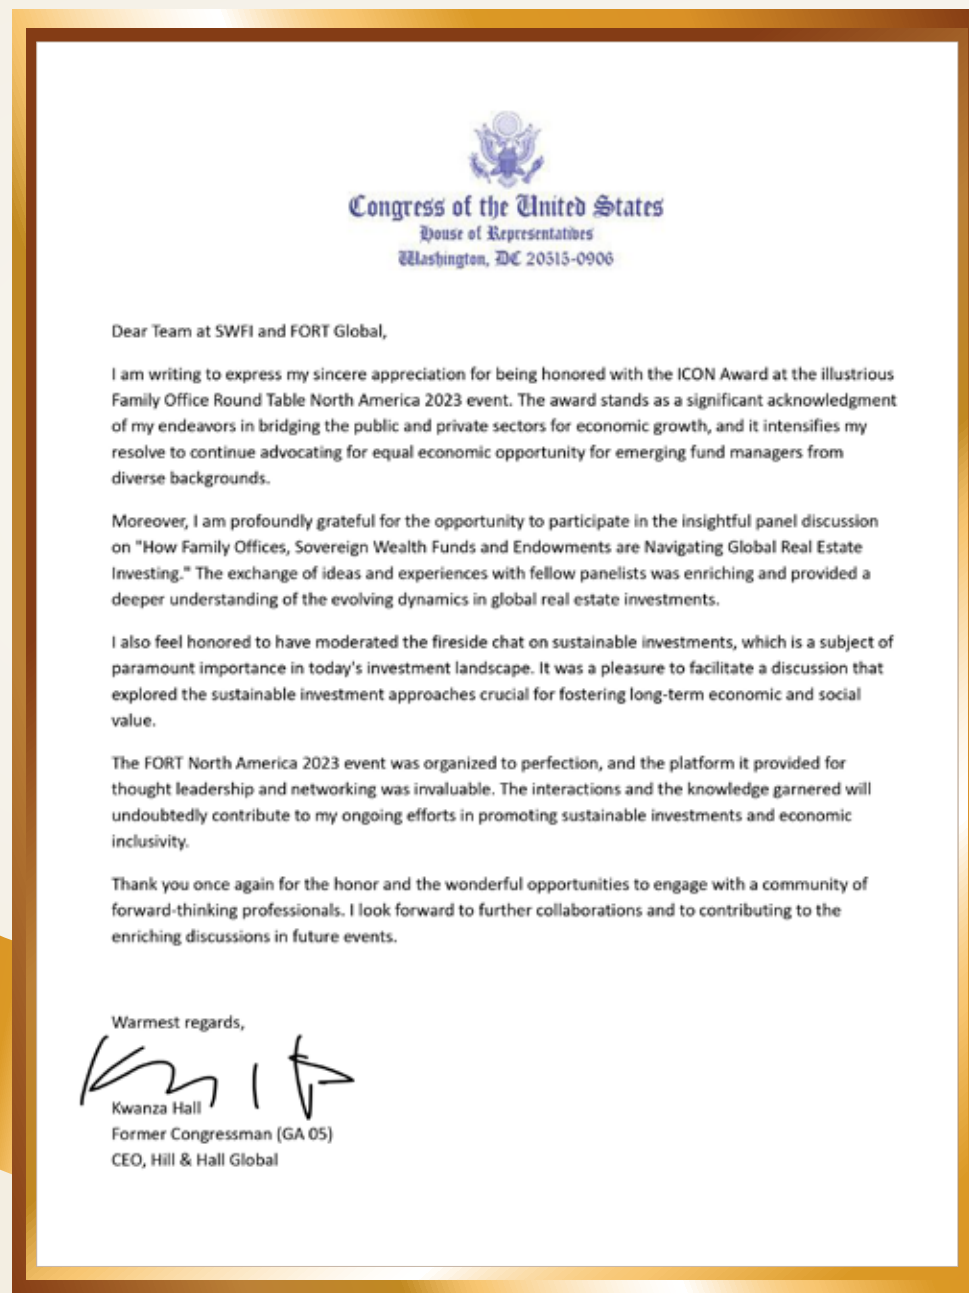 Congress of the United States
House of Representatives
Washington, DC 20515-0906
Dear Team at SWFI and FORT Global,
I am writing to express my sincere appreciation for being honored with the ICON Award at the illustrious
Family Office Round Table North America 2023 event. The award stands as a significant acknowledgment
of my endeavors in bridging the public and private sectors for economic growth, and it intensifies my
resolve to continue advocating for equal economic opportunity for emerging fund managers from
diverse backgrounds.
Moreover, I am profoundly grateful for the opportunity to participate in the insightful panel discussion
on "How Family Offices, Sovereign Wealth Funds and Endowments are Navigating Global Real Estate
Investing." The exchange of ideas and experiences with fellow panelists was enriching and provided a
deeper understanding of the evolving dynamics in global real estate investments.
I also feel honored to have moderated the fireside chat on sustainable investments, which is a subject of
paramount importance in today's investment landscape. It was a pleasure to facilitate a discussion that
explored the sustainable investment approaches crucial for fostering long-term economic and social
value.
The FORT North America 2023 event was organized to perfection, and the platform it provided for
thought leadership and networking was invaluable. The interactions and the knowledge garnered will
undoubtedly contribute to my ongoing efforts in promoting sustainable investments and economic
inclusivity.
Thank you once again for the honor and the wonderful opportunities to engage with a community of
forward-thinking professionals. I look forward to further collaborations and to contributing to the
enriching discussions in future events.
Warmest regards,
Kwanza Hall
Former Congressman (GA 05)
CEO, Hill & Hall Global